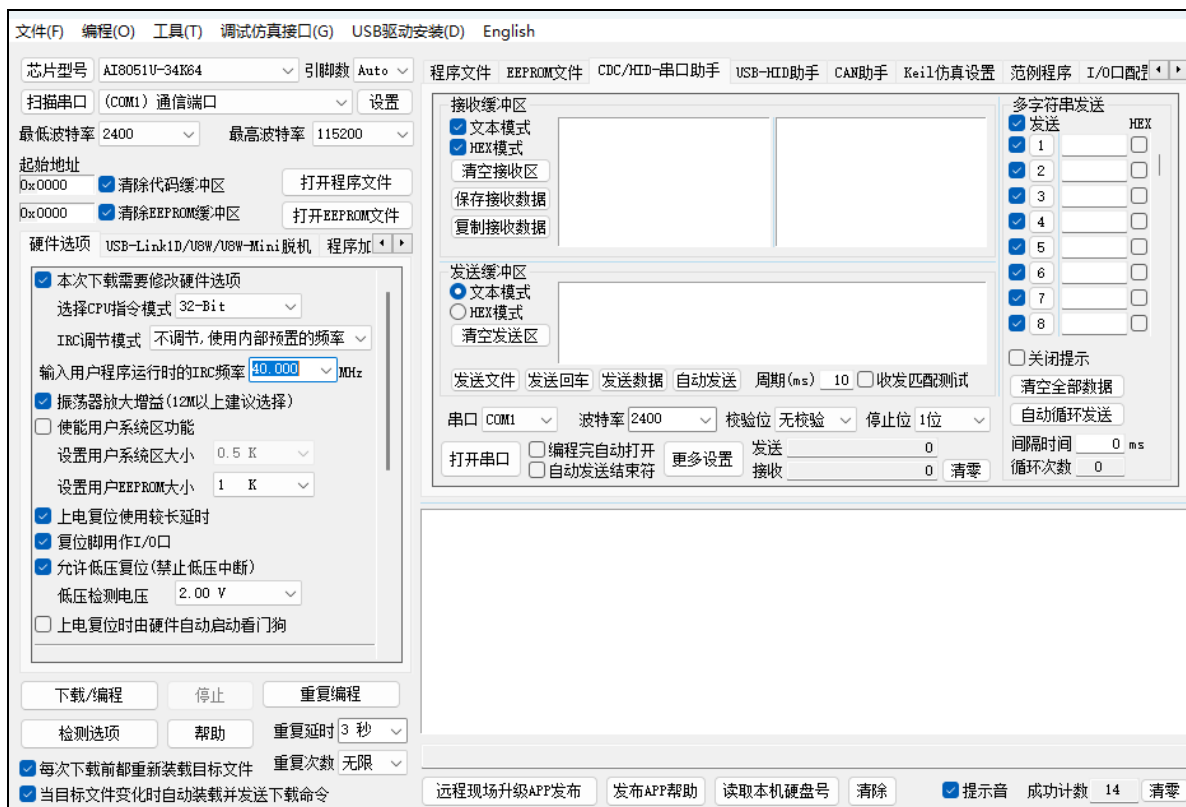 文件(F) 编程(O) 工具(T) 调试仿真接口(G) USB驱动安装(D) English
芯片型号 AI8051U-34K64 引脚数 Auto
扫描串口 (COM1) 通信端口 设置
最低波特率 2400 最高波特率 115200
起始地址
0x0000 清除代码缓冲区 打开程序文件
0x0000 清除EEPROM缓冲区 打开EEPROM文件
硬件选项 USB-Link1D/U8W/U8W-Mini脱机 程序加
本次下载需要修改硬件选项
选择CPU指令模式 32-Bit
IRC调节模式 不调节,使用内部预置的频率
输入用户程序运行时的IRC频率 40.000 MHz
振荡器放大增益(12M以上建议选择)
使能用户系统区功能
设置用户系统区大小 0.5 K
设置用户EEPROM大小 1 K
上电复位使用较长延时
复位脚用作I/O口
允许低压复位(禁止低压中断)
低压检测电压 2.00 V
上电复位时由硬件自动启动看门狗
下载/编程 停止 重复编程
检测选项 帮助 重复延时 3 秒
每次下载前都重新装载目标文件 重复次数 无限
当目标文件变化时自动装载并发送下载命令
程序文件 EEPROM文件 CDC/HID-串口助手 USB-HID助手 CAN助手 Keil仿真设置 范例程序 I/O口配置
接收缓冲区
文本模式
HEX模式
清空接收区
保存接收数据
复制接收数据
发送缓冲区
文本模式
HEX模式
清空发送区
发送文件 发送回车 发送数据 自动发送 周期(ms) 10 收发匹配测试
串口 COM1 波特率 2400 校验位 无校验 停止位 1位
打开串口 编程完自动打开 更多设置 发送 0
自动发送结束符 接收 0 清零
多字符串发送
发送 HEX
1
2
3
4
5
6
7
8
关闭提示
清空全部数据
自动循环发送
间隔时间 0 ms
循环次数 0
远程现场升级APP发布 发布APP帮助 读取本机硬盘号 清除 提示音 成功计数 14 清零